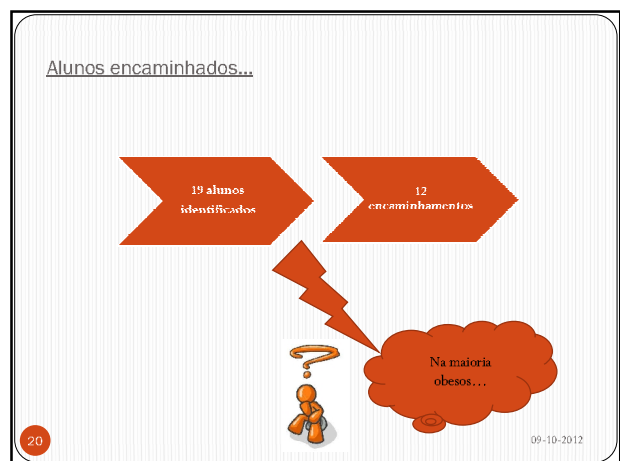 Alunos encaminhados...
19 alunos
identificados
12
encaminhamentos
Na maioria
obesos…
20
09-10-2012